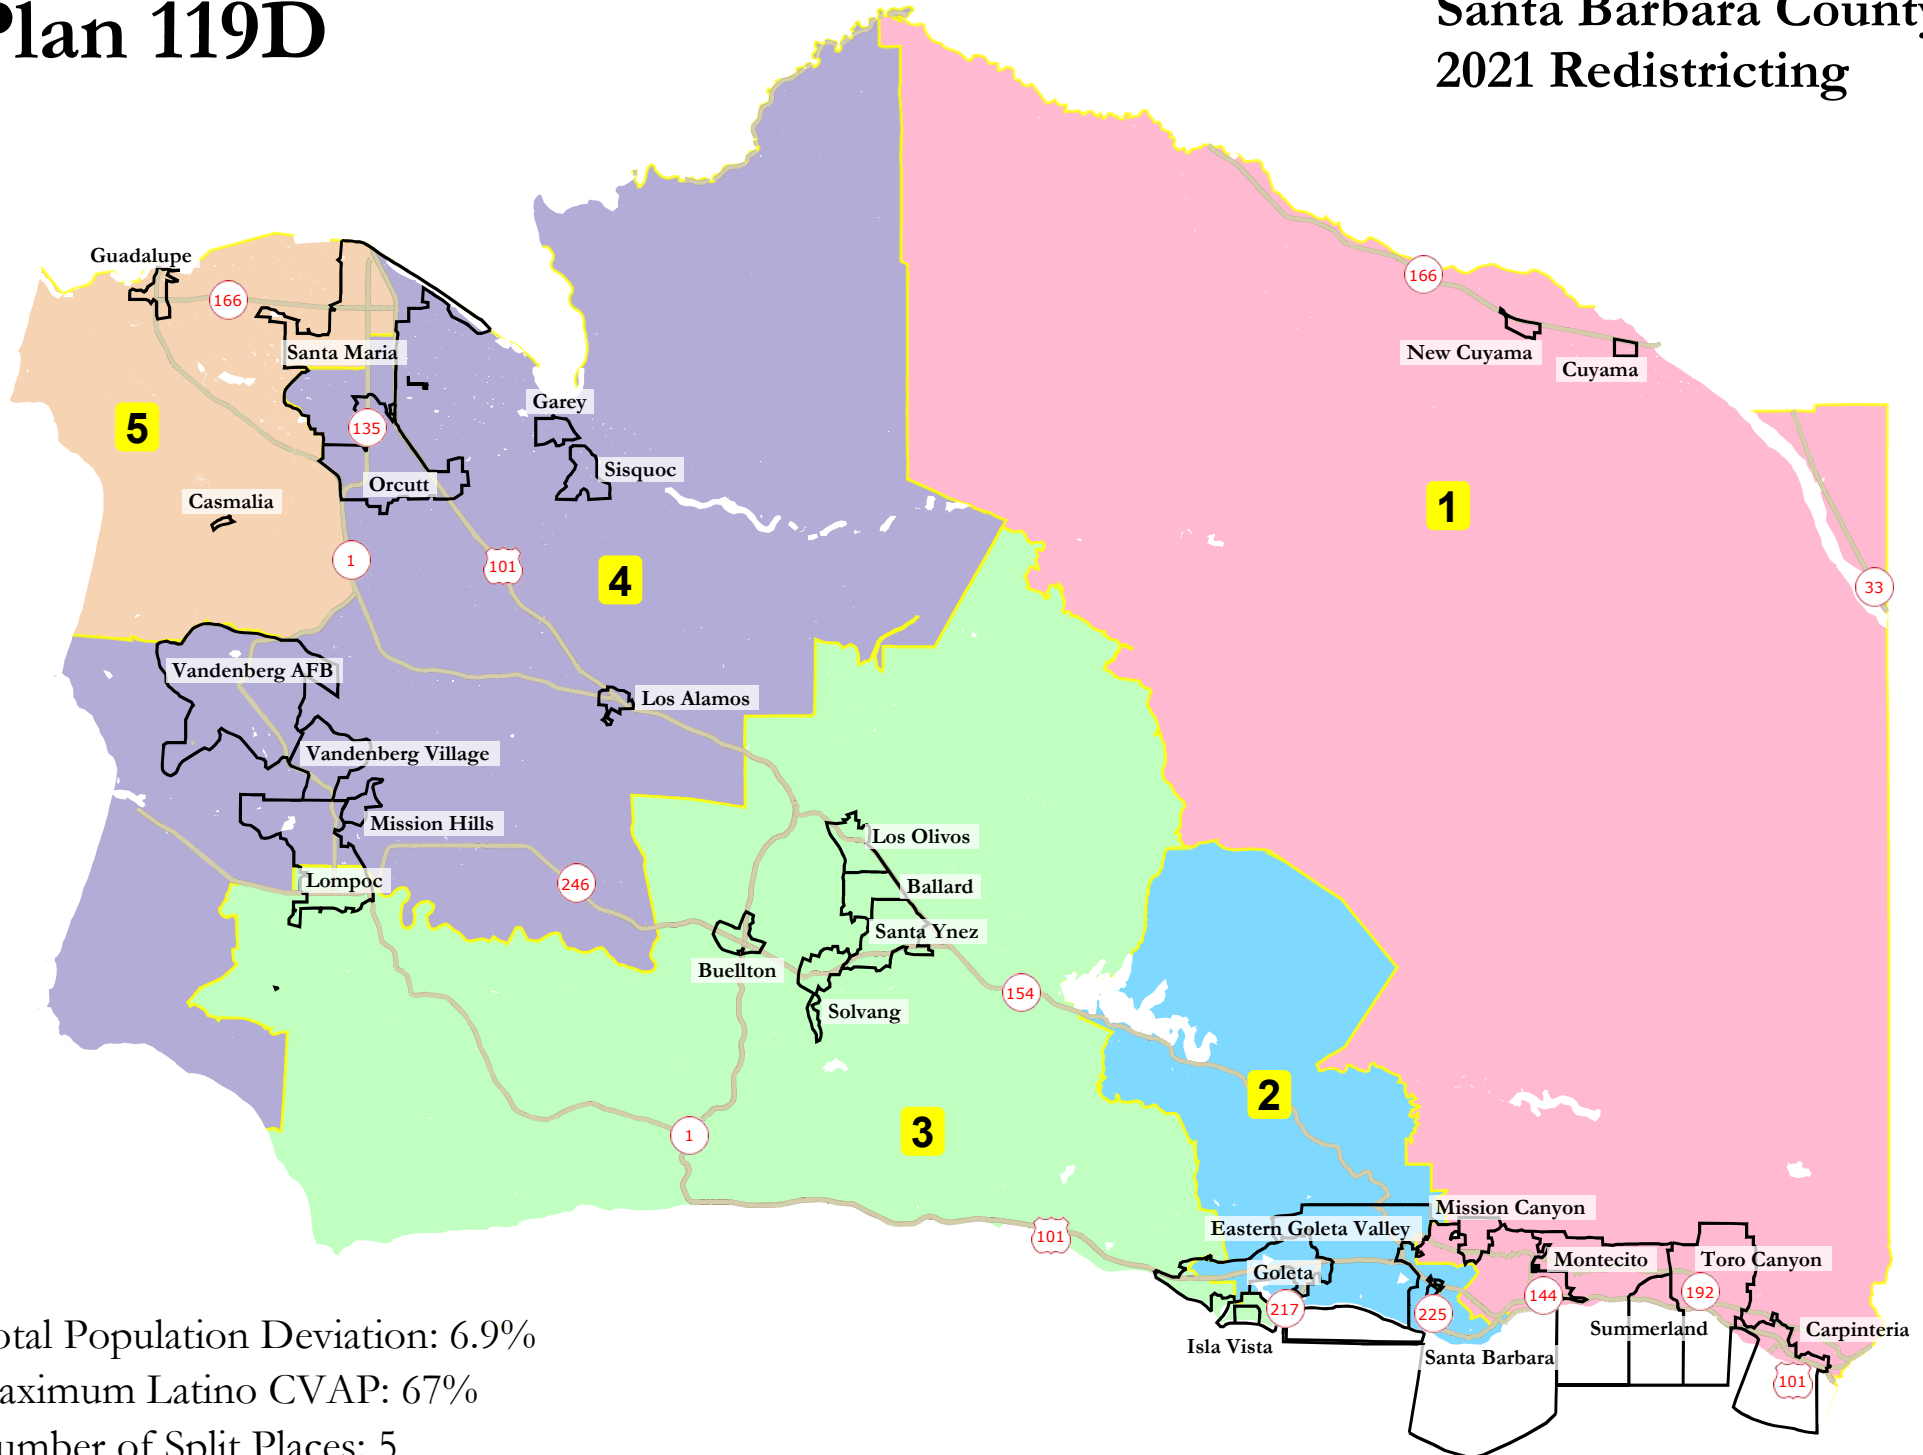 Plan 119D
Santa Barbara County
2021 Redistricting
Guadalupe
166
166
Santa Maria
New Cuyama
Cuyama
Garey
5
135
Sisquoc
Orcutt
Casmalia
1
1
101
4
33
Vandenberg AFB
Los Alamos
Vandenberg Village
Mission Hills
Los Olivos
Lompoc
246
Ballard
Santa Ynez
Buellton
154
Solvang
2
3
1
Mission Canyon
Eastern Goleta Valley
101
Montecito
Toro Canyon
Goleta
217
225
144
192
Summerland
Carpinteria
Isla Vista
Santa Barbara
101
otal Population Deviation: 6.9%
aximum Latino CVAP: 67%
umber of Split Places: 5